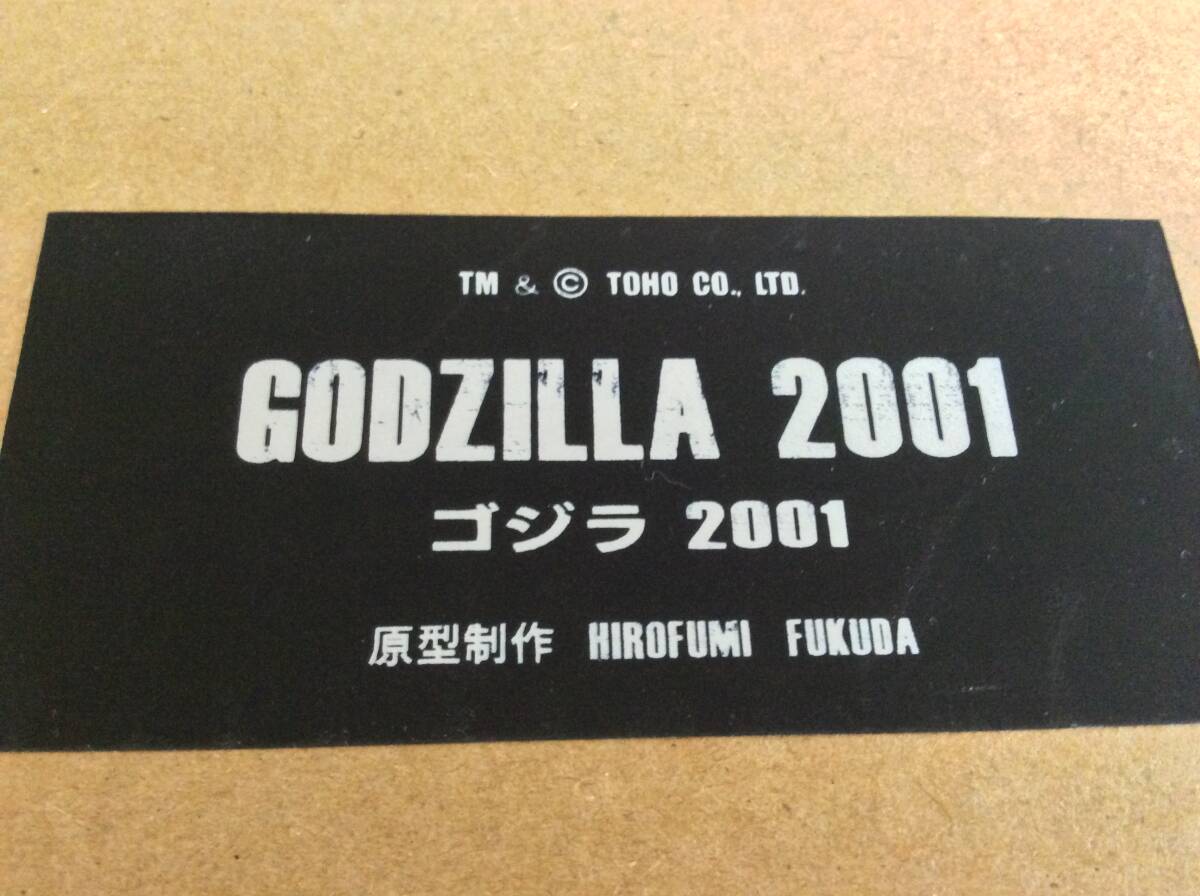 TM & © TOHO CO., LTD.
GODZILLA 2001
ゴジラ 2001
原型制作 HIROFUMI FUKUDA